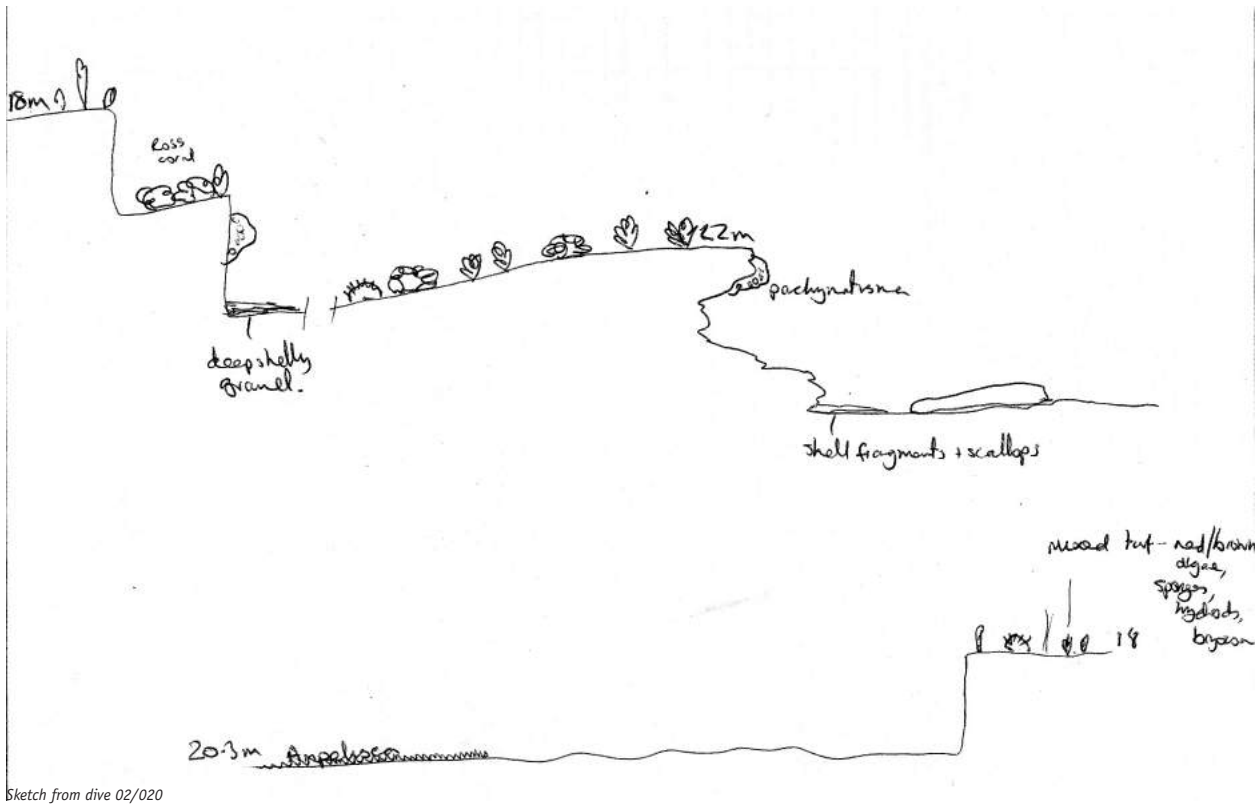 18m
Ross
coral
22m
pachymatisma
deep shelly
gravel.
shell fragments + scallops
mixed turf - red/brown
algae,
sponges,
hydroids,
18
20.3m Ampelisca
Sketch from dive 02/020